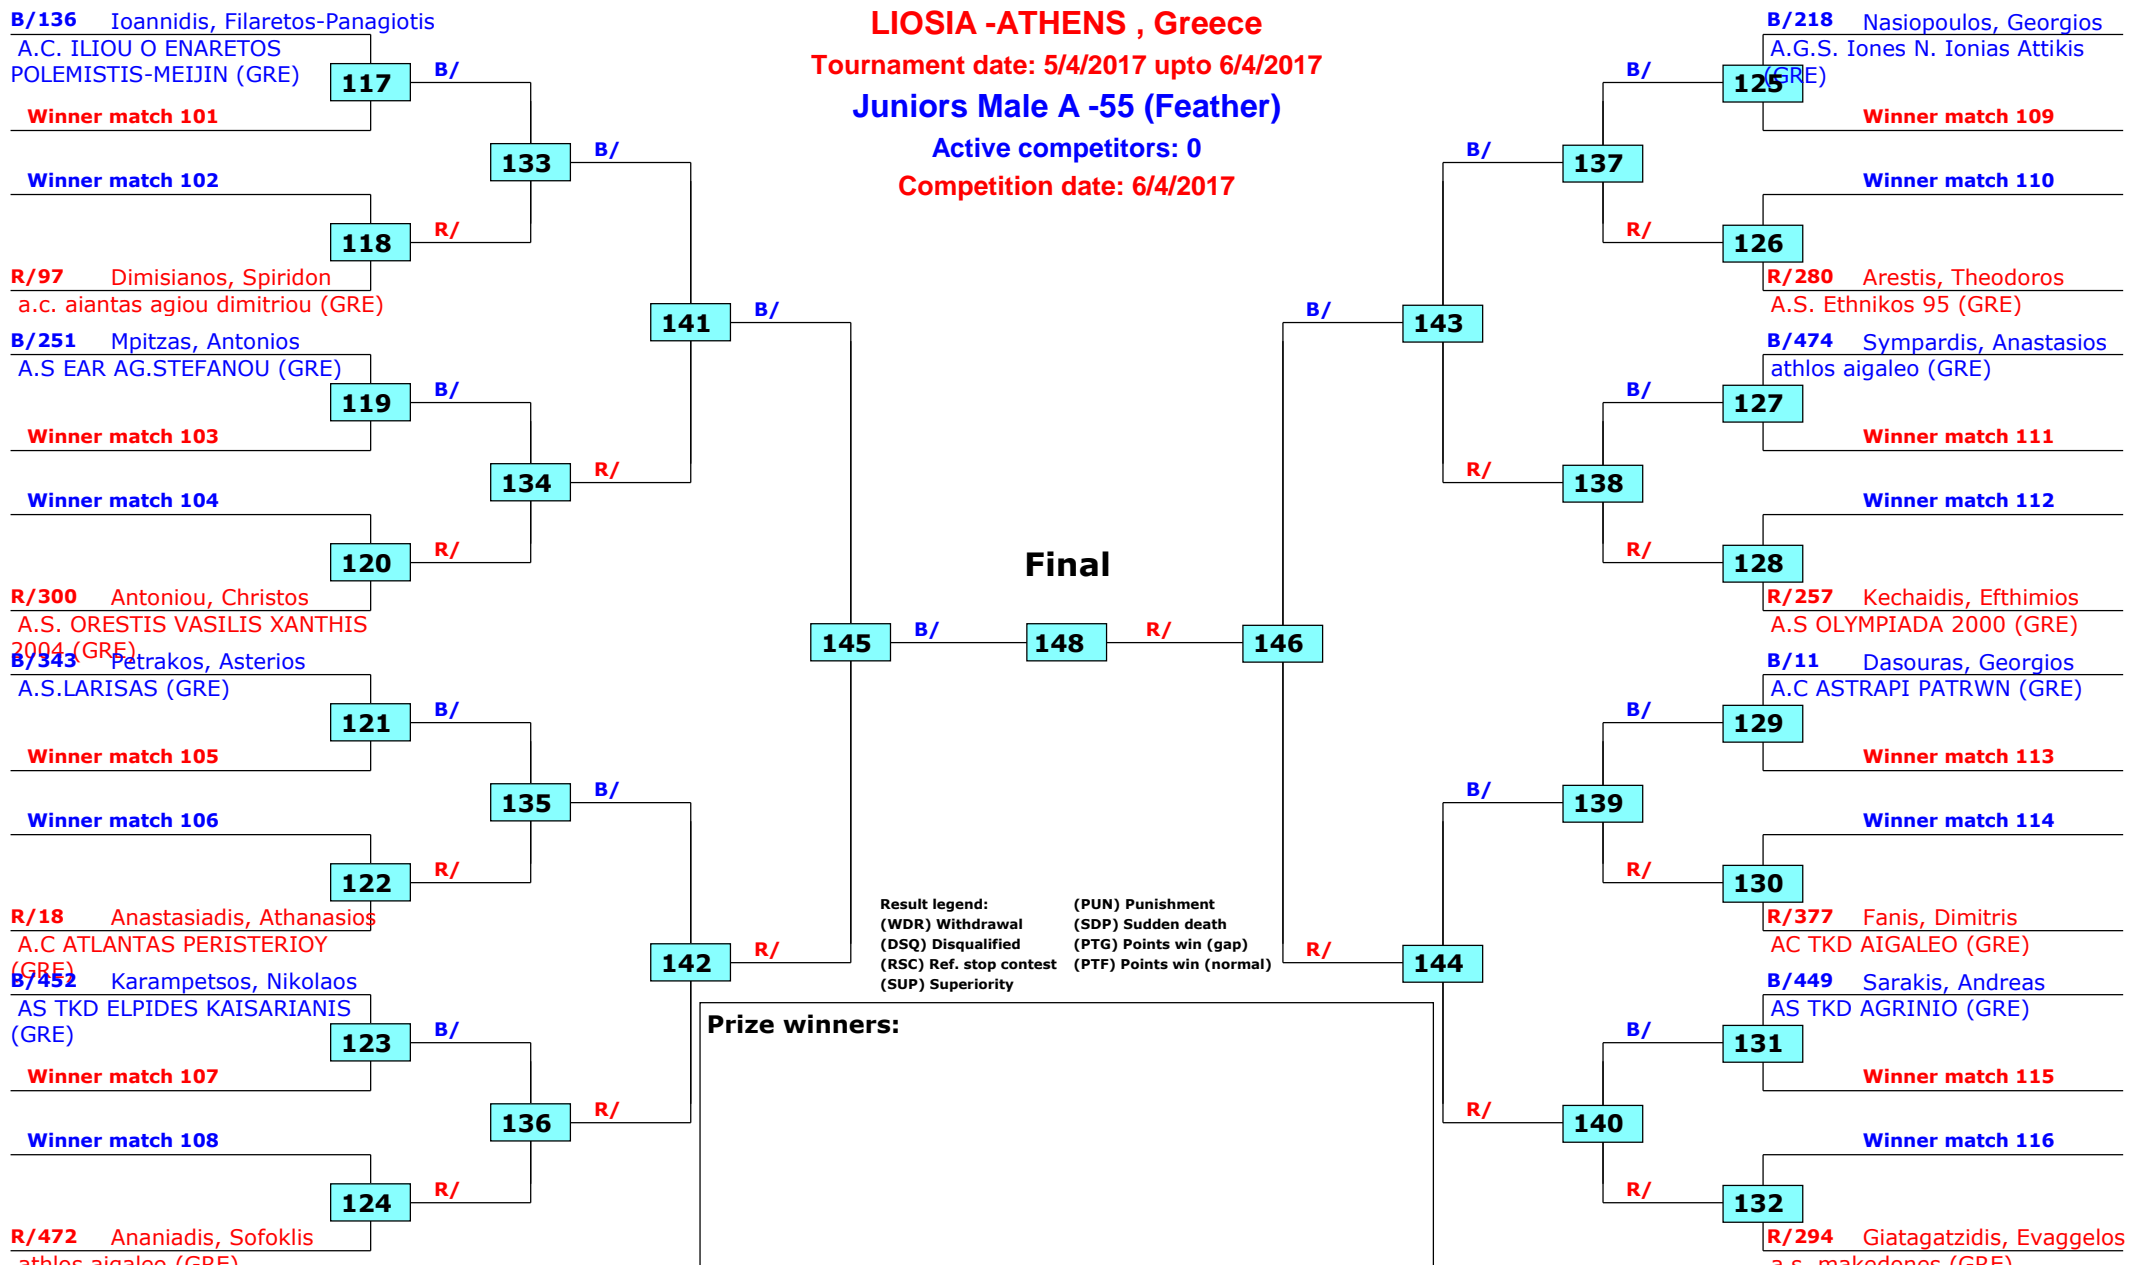 LIOSIA -ATHENS , Greece
Tournament date: 5/4/2017 upto 6/4/2017
Juniors Male A -55 (Feather)
Active competitors: 0
Competition date: 6/4/2017
B/136 Ioannidis, Filaretos-Panagiotis
A.C. ILIOU O ENARETOS
POLEMISTIS-MEIJIN (GRE)
117
B/
Winner match 101
133
B/
Winner match 102
118
R/
R/97 Dimisianos, Spiridon
a.c. aiantas agiou dimitriou (GRE)
141
B/
B/251 Mpitzas, Antonios
A.S EAR AG.STEFANOU (GRE)
119
B/
Winner match 103
134
R/
Winner match 104
120
R/
R/300 Antoniou, Christos
A.S. ORESTIS VASILIS XANTHIS
2004 (GRE)
145
B/
B/343 Petrakos, Asterios
A.S.LARISAS (GRE)
121
B/
Winner match 105
135
B/
Winner match 106
122
R/
R/18 Anastasiadis, Athanasios
A.C ATLANTAS PERISTERIOY
(GRE)
142
R/
B/452 Karampetsos, Nikolaos
AS TKD ELPIDES KAISARIANIS
(GRE)
123
B/
Winner match 107
136
R/
Winner match 108
124
R/
R/472 Ananiadis, Sofoklis
athlos aigaleo (GRE)
Final
148
R/
146
B/218 Nasiopoulos, Georgios
A.G.S. Iones N. Ionias Attikis
(GRE)
B/
125
Winner match 109
B/
137
Winner match 110
R/
126
R/280 Arestis, Theodoros
A.S. Ethnikos 95 (GRE)
B/
143
B/474 Sympardis, Anastasios
athlos aigaleo (GRE)
B/
127
Winner match 111
R/
138
Winner match 112
R/
128
R/257 Kechaidis, Efthimios
A.S OLYMPIADA 2000 (GRE)
B/11 Dasouras, Georgios
A.C ASTRAPI PATRWN (GRE)
B/
129
Winner match 113
B/
139
Winner match 114
R/
130
R/377 Fanis, Dimitris
AC TKD AIGALEO (GRE)
R/
144
B/449 Sarakis, Andreas
AS TKD AGRINIO (GRE)
B/
131
Winner match 115
R/
140
Winner match 116
R/
132
R/294 Giatagatzidis, Evaggelos
a.s. makedones (GRE)
Result legend: (PUN) Punishment
(WDR) Withdrawal (SDP) Sudden death
(DSQ) Disqualified (PTG) Points win (gap)
(RSC) Ref. stop contest (PTF) Points win (normal)
(SUP) Superiority
Prize winners: